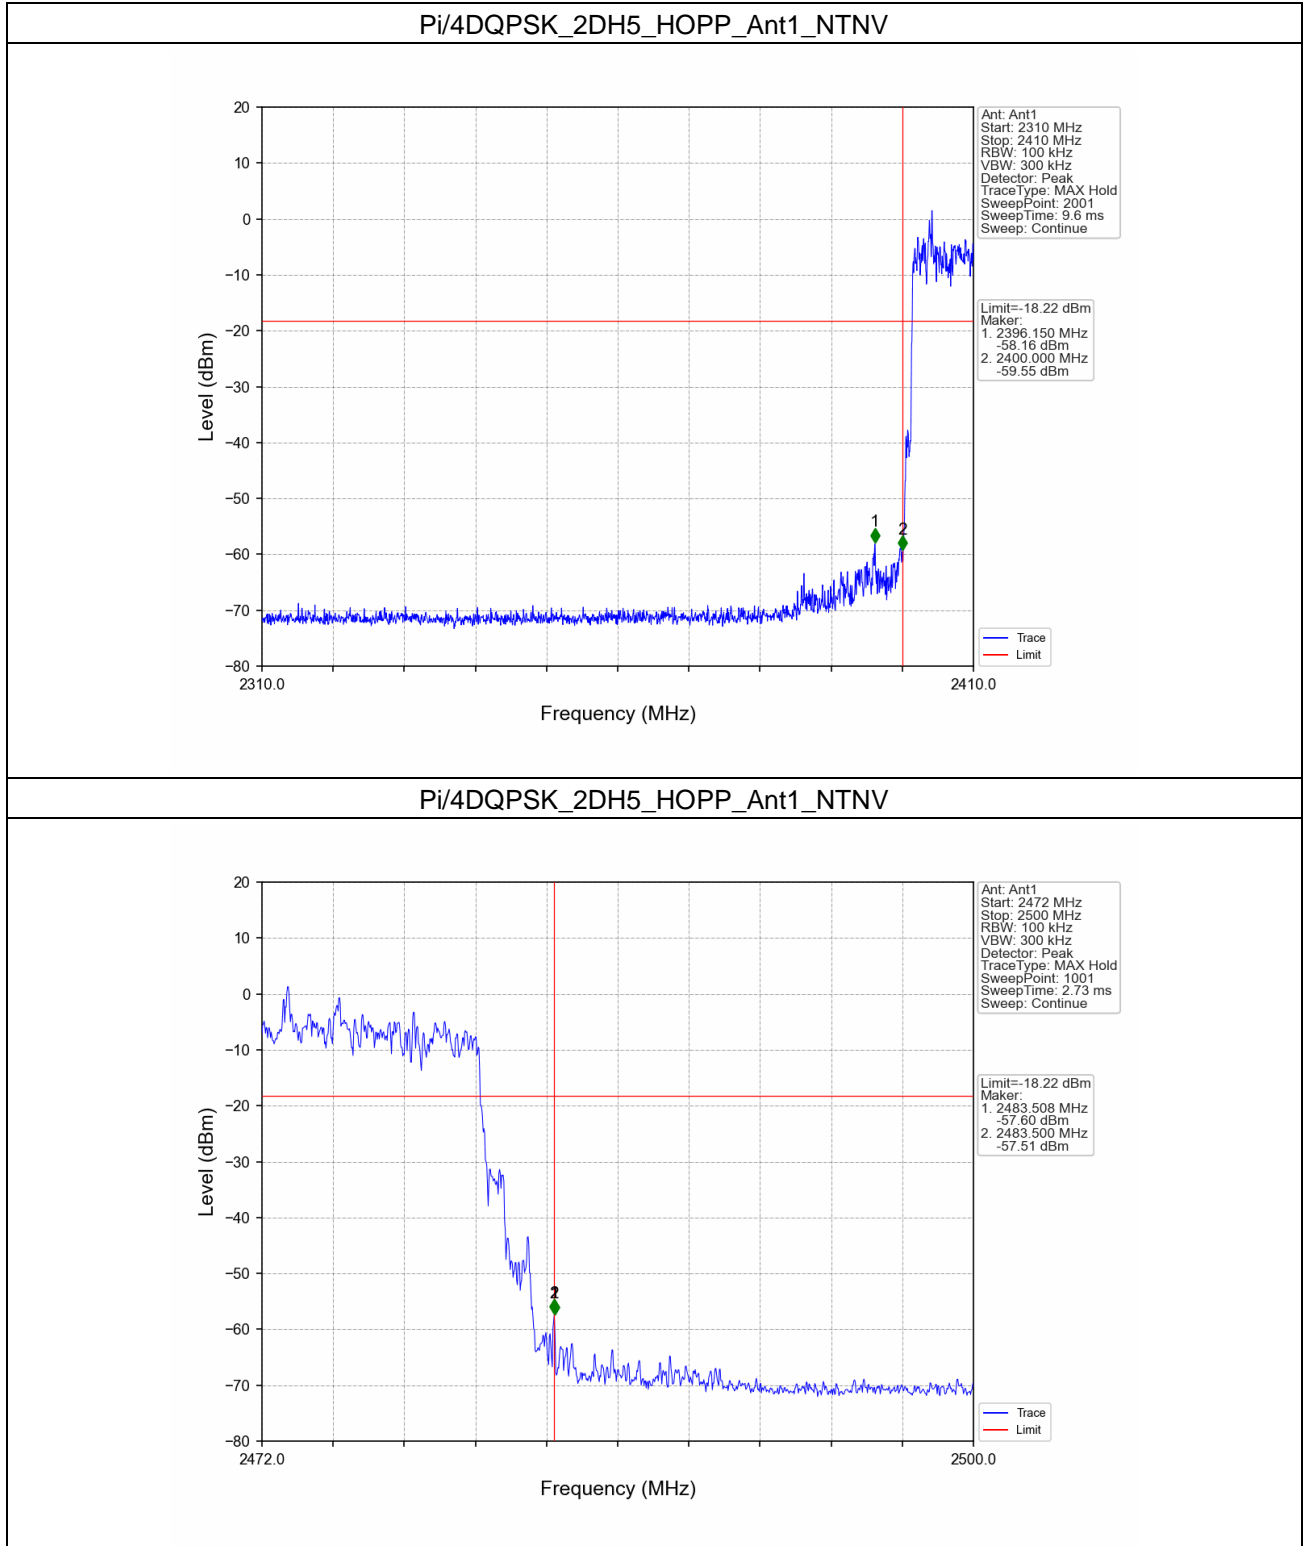 Pi/4DQPSK_2DH5_HOPP_Ant1_NTNV
20
10
0
−10
−20
−30
−40
−50
−60
−70
−80
Level (dBm)
2310.0
2410.0
Frequency (MHz)
1
2
Ant: Ant1
Start: 2310 MHz
Stop: 2410 MHz
RBW: 100 kHz
VBW: 300 kHz
Detector: Peak
TraceType: MAX Hold
SweepPoint: 2001
SweepTime: 9.6 ms
Sweep: Continue
Limit=-18.22 dBm
Maker:
1. 2396.150 MHz
-58.16 dBm
2. 2400.000 MHz
-59.55 dBm
Trace
Limit
Pi/4DQPSK_2DH5_HOPP_Ant1_NTNV
20
10
0
−10
−20
−30
−40
−50
−60
−70
−80
Level (dBm)
2472.0
2500.0
Frequency (MHz)
1
2
Ant: Ant1
Start: 2472 MHz
Stop: 2500 MHz
RBW: 100 kHz
VBW: 300 kHz
Detector: Peak
TraceType: MAX Hold
SweepPoint: 1001
SweepTime: 2.73 ms
Sweep: Continue
Limit=-18.22 dBm
Maker:
1. 2483.508 MHz
-57.60 dBm
2. 2483.500 MHz
-57.51 dBm
Trace
Limit